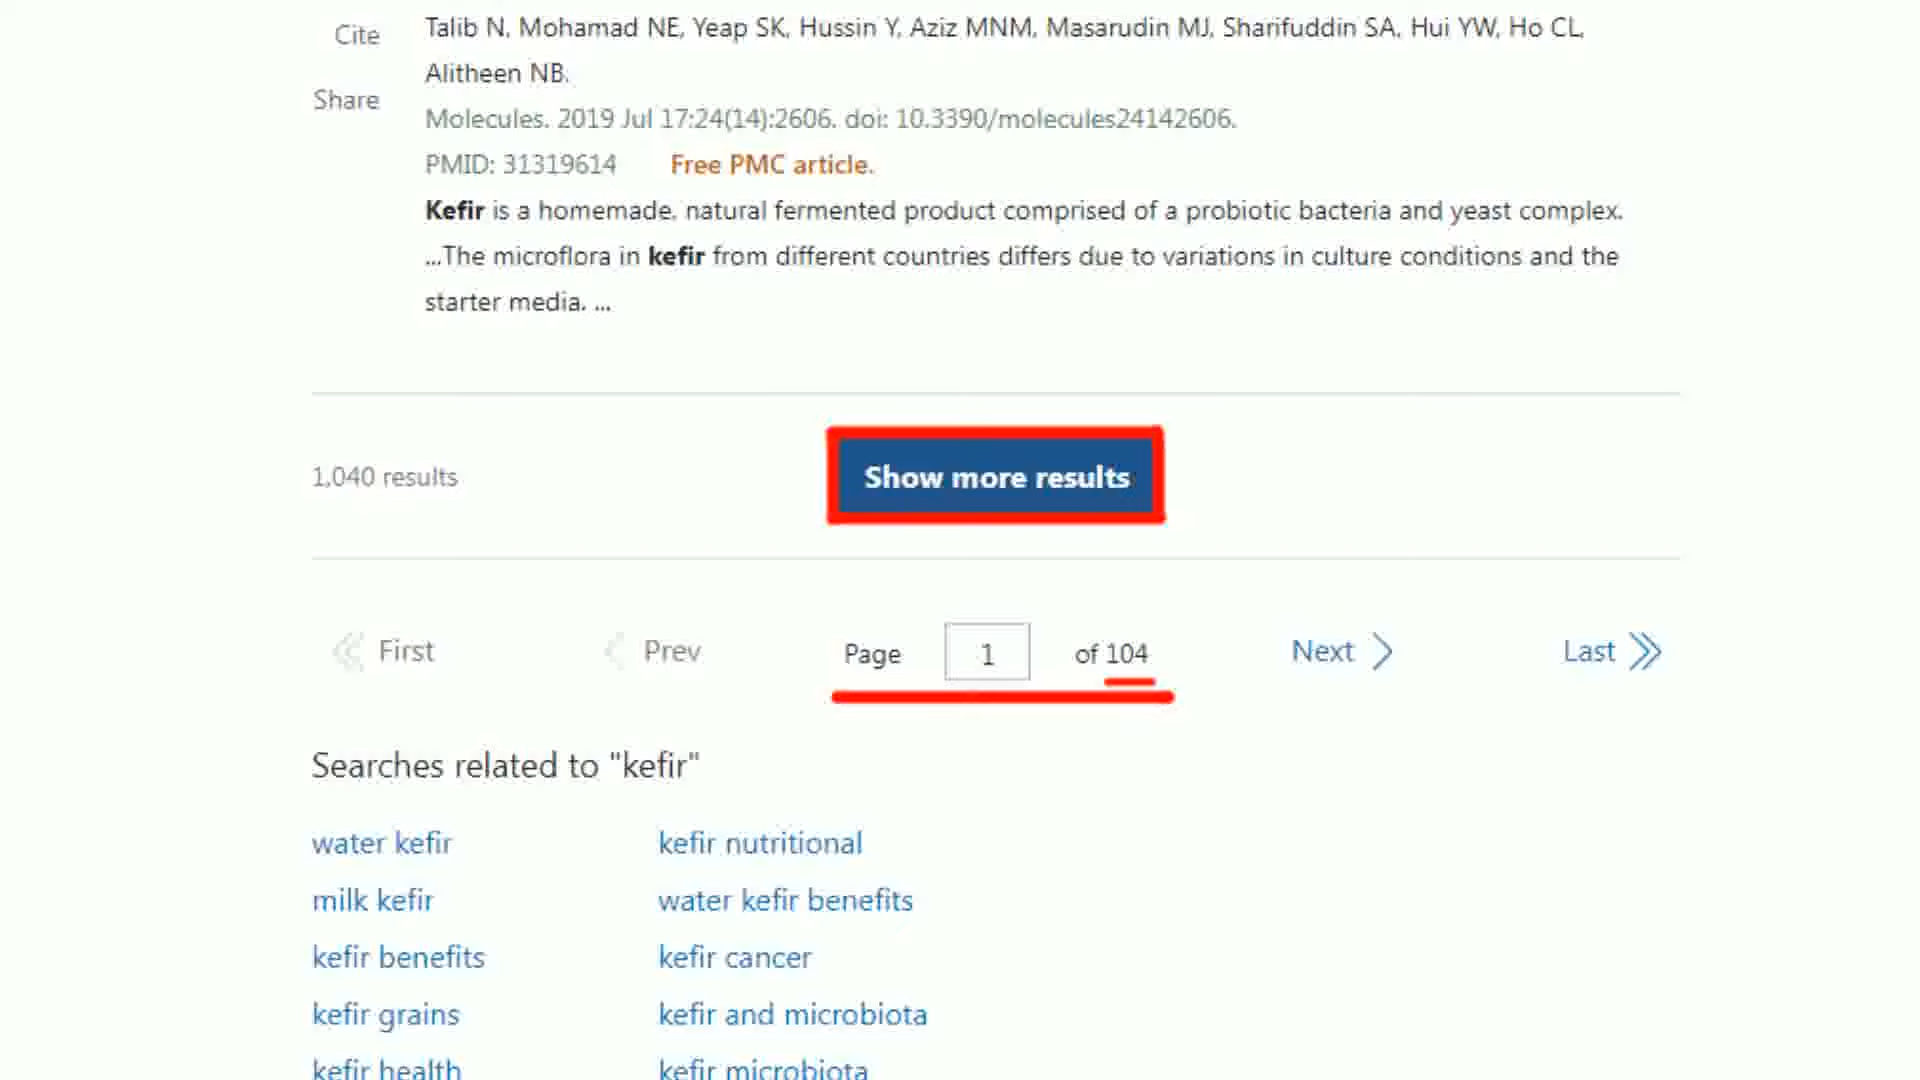 Cite
Share
Talib N, Mohamad NE, Yeap SK, Hussin Y, Aziz MNM, Masarudin MJ, Sharifuddin SA, Hui YW, Ho CL,
Alitheen NB.
Molecules. 2019 Jul 17;24(14):2606. doi: 10.3390/molecules24142606.
PMID: 31319614 Free PMC article.
Kefir is a homemade, natural fermented product comprised of a probiotic bacteria and yeast complex.
...The microflora in kefir from different countries differs due to variations in culture conditions and the
starter media. ...
1,040 results
Show more results
First Prev Page 1 of 104 Next Last
Searches related to "kefir"
water kefir
milk kefir
kefir benefits
kefir grains
kefir health
kefir nutritional
water kefir benefits
kefir cancer
kefir and microbiota
kefir microbiota